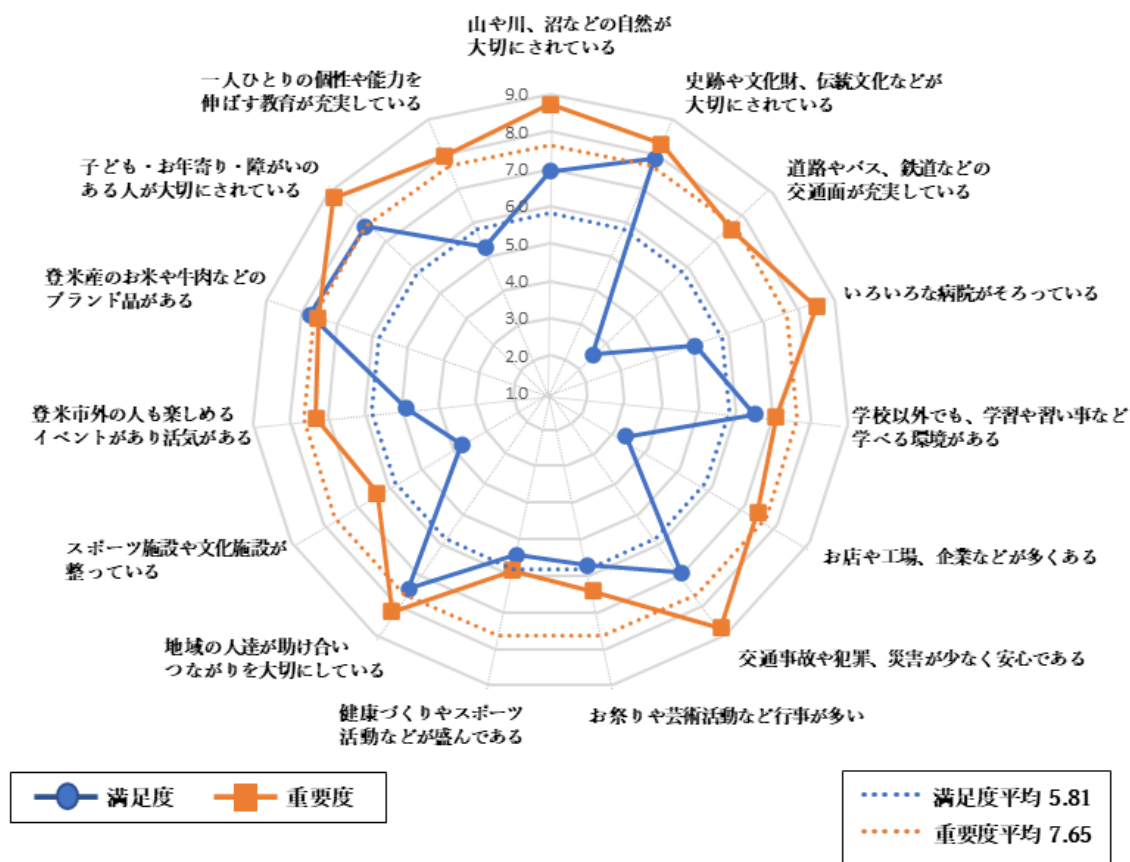 山や川、沼などの自然が
大切にされている
史跡や文化財、伝統文化などが
大切にされている
道路やバス、鉄道などの
交通面が充実している
いろいろな病院がそろっている
学校以外でも、学習や習い事など
学べる環境がある
お店や工場、企業などが多くある
交通事故や犯罪、災害が少なく安心である
お祭りや芸術活動など行事が多い
健康づくりやスポーツ
活動などが盛んである
地域の人達が助け合い
つながりを大切にしている
スポーツ施設や文化施設が
整っている
登米市外の人も楽しめる
イベントがあり活気がある
登米産のお米や牛肉などの
ブランド品がある
子ども・お年寄り・障がいの
ある人が大切にされている
一人ひとりの個性や能力を
伸ばす教育が充実している
9.0
8.0
7.0
6.0
5.0
4.0
3.0
2.0
1.0
満足度
重要度
満足度平均 5.81
重要度平均 7.65